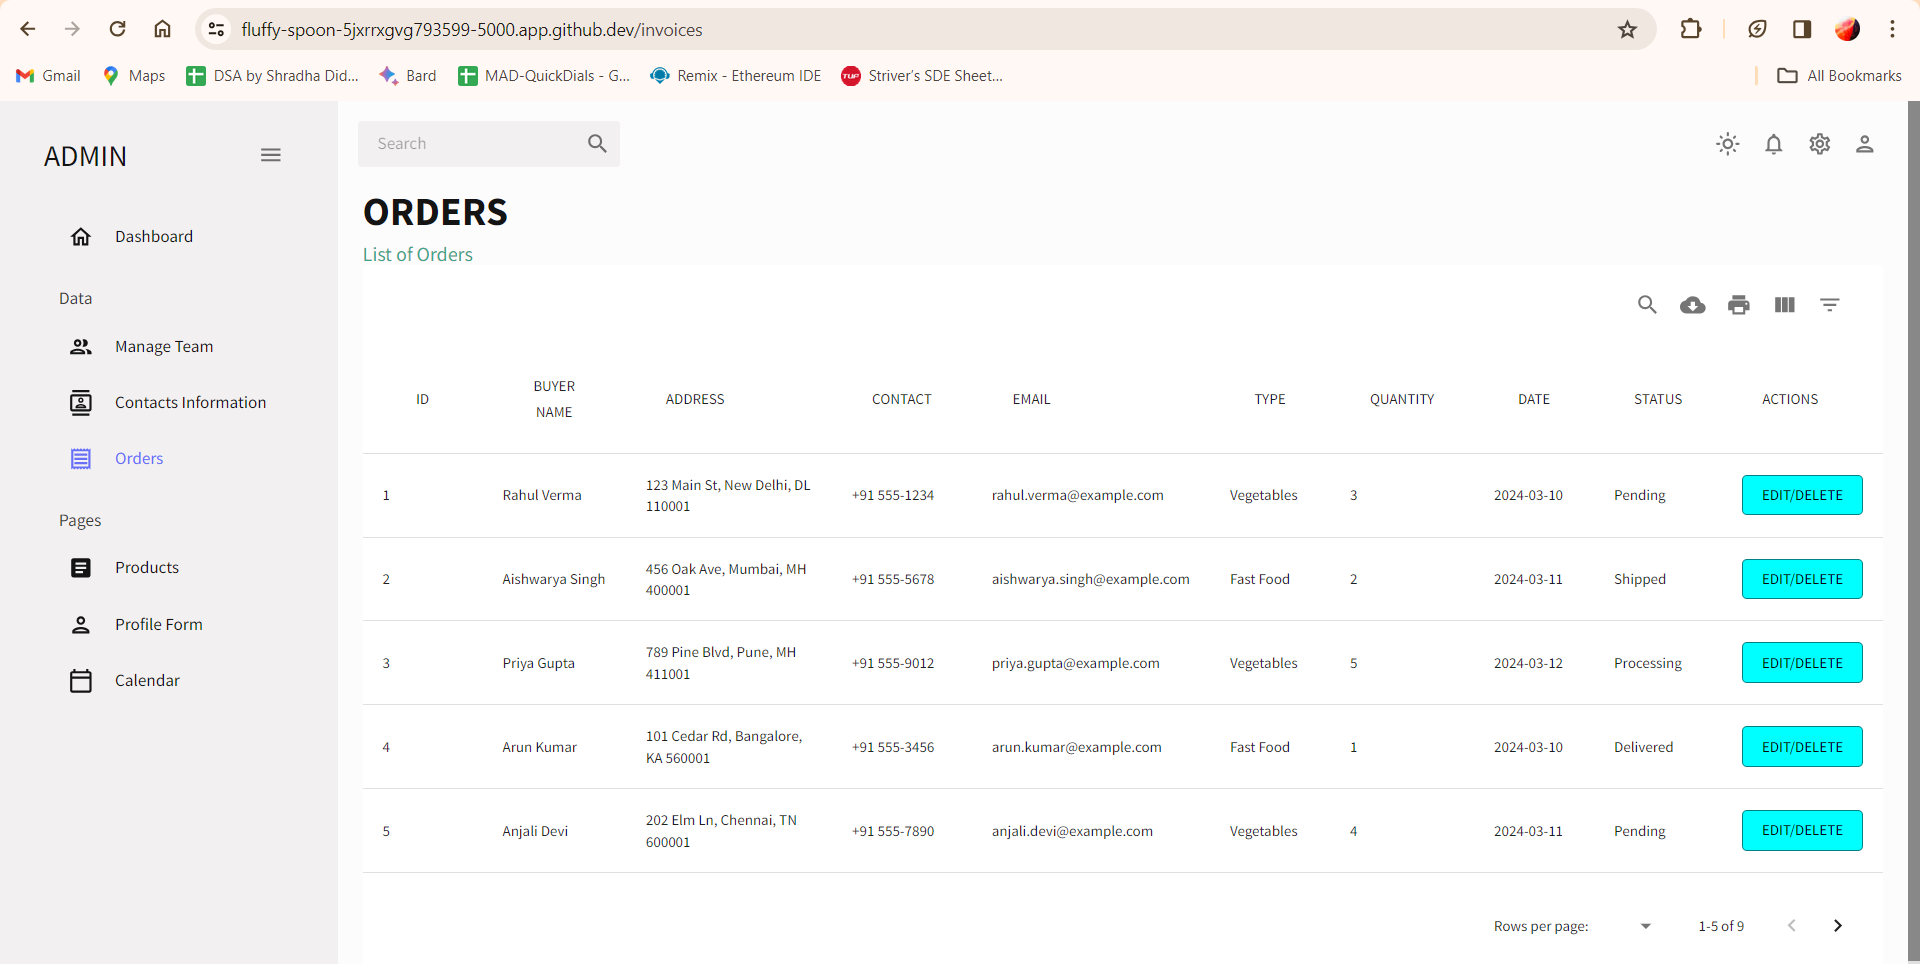 fluffy-spoon-5jxrrxgvg793599-5000.app.github.dev/invoices
Gmail Maps DSA by Shradha Did... Bard MAD-QuickDials - G... Remix - Ethereum IDE TUF Striver's SDE Sheet... All Bookmarks
ADMIN
Dashboard
Data
Manage Team
Contacts Information
Orders
Pages
Products
Profile Form
Calendar
Search
ORDERS
List of Orders
ID BUYER NAME ADDRESS CONTACT EMAIL TYPE QUANTITY DATE STATUS ACTIONS
1 Rahul Verma 123 Main St, New Delhi, DL 110001 +91 555-1234 rahul.verma@example.com Vegetables 3 2024-03-10 Pending EDIT/DELETE
2 Aishwarya Singh 456 Oak Ave, Mumbai, MH 400001 +91 555-5678 aishwarya.singh@example.com Fast Food 2 2024-03-11 Shipped EDIT/DELETE
3 Priya Gupta 789 Pine Blvd, Pune, MH 411001 +91 555-9012 priya.gupta@example.com Vegetables 5 2024-03-12 Processing EDIT/DELETE
4 Arun Kumar 101 Cedar Rd, Bangalore, KA 560001 +91 555-3456 arun.kumar@example.com Fast Food 1 2024-03-10 Delivered EDIT/DELETE
5 Anjali Devi 202 Elm Ln, Chennai, TN 600001 +91 555-7890 anjali.devi@example.com Vegetables 4 2024-03-11 Pending EDIT/DELETE
Rows per page: 1-5 of 9